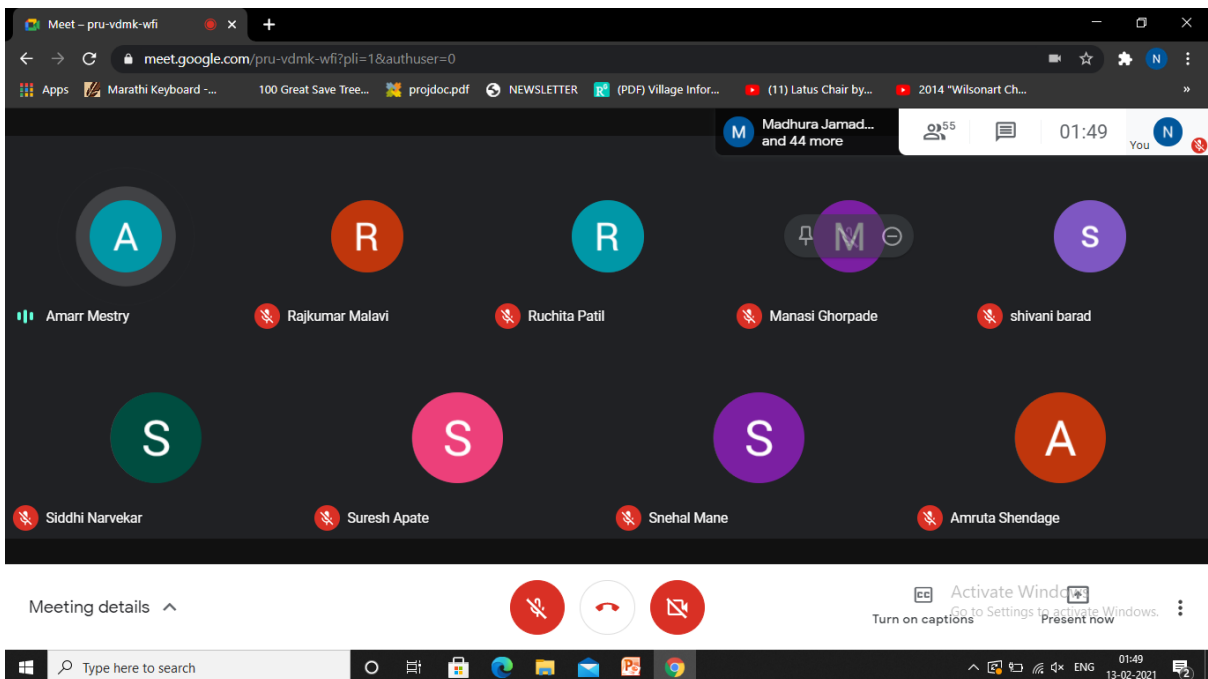 Meet – pru-vdmk-wfi
meet.google.com/pru-vdmk-wfi?pli=1&authuser=0
N
Apps Marathi Keyboard -... 100 Great Save Tree... projdoc.pdf NEWSLETTER R⁶ (PDF) Village Infor... (11) Latus Chair by... 2014 "Wilsonart Ch... »
M Madhura Jamad... 55 01:49 You N
and 44 more
A R R M S
Amarr Mestry Rajkumar Malavi Ruchita Patil Manasi Ghorpade shivani barad
S S S A
Siddhi Narvekar Suresh Apate Snehal Mane Amruta Shendage
Meeting details CC Activate Windows
Turn on captions Go to Settings to activate Windows. Present now
Type here to search ENG 01:49
13-02-2021 2